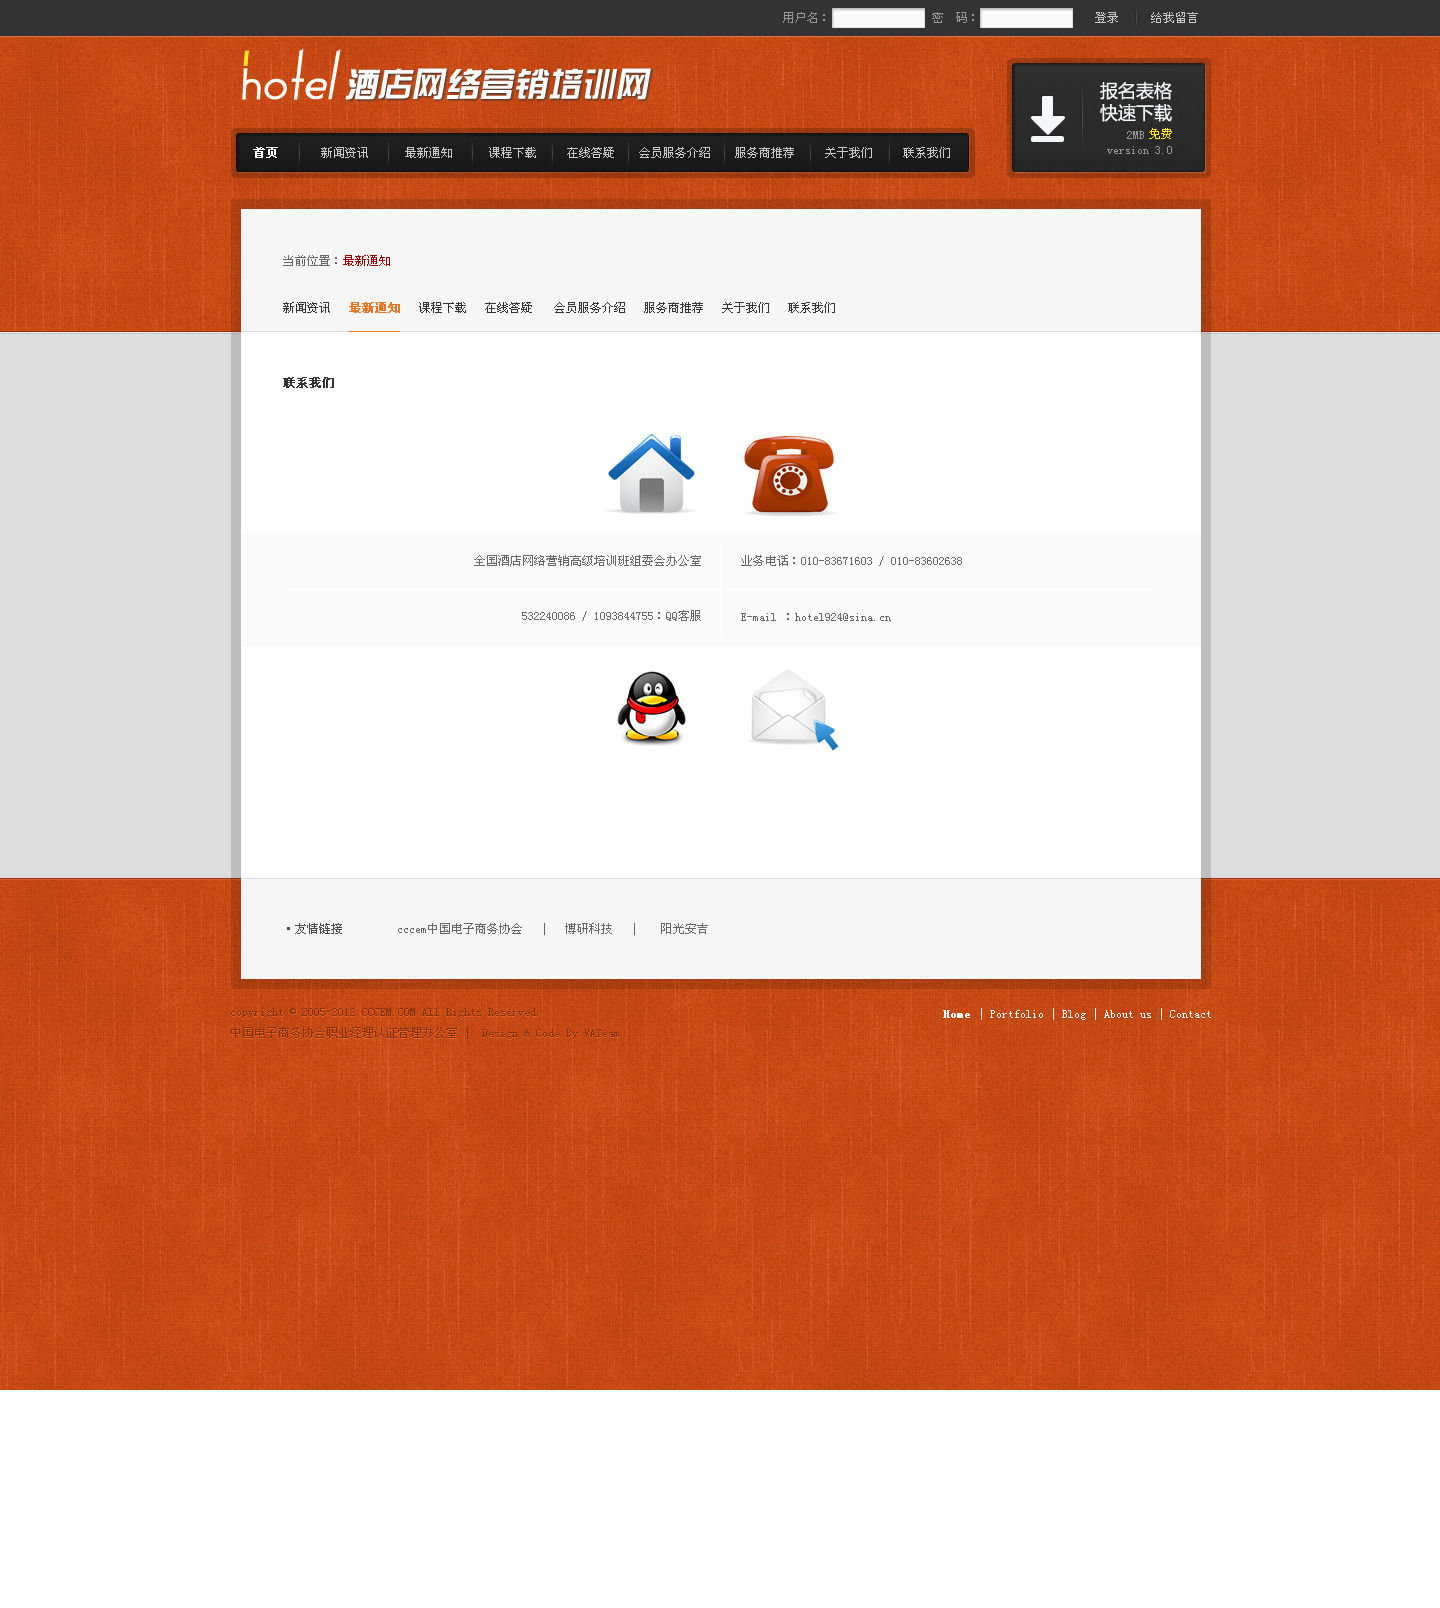 用户名： 密　码： 登录 给我留言
hotel 酒店网络营销培训网
报名表格
快速下载
2MB 免费
version 3.0
首页 新闻资讯 最新通知 课程下载 在线答疑 会员服务介绍 服务商推荐 关于我们 联系我们
当前位置：最新通知
新闻资讯 最新通知 课程下载 在线答疑 会员服务介绍 服务商推荐 关于我们 联系我们
联系我们
全国酒店网络营销高级培训班组委会办公室
业务电话：010-83671603 / 010-83602638
532240086 / 1093844755：QQ客服
E-mail ：hotel924@sina.cn
▪ 友情链接 cccem中国电子商务协会 | 博研科技 | 阳光安吉
copyright © 2005-2012 CCCEM.COM All Rights Reserved
中国电子商务协会职业经理认证管理办公室 | Design & Code By VATeam
Home | Portfolio | Blog | About us | Contact